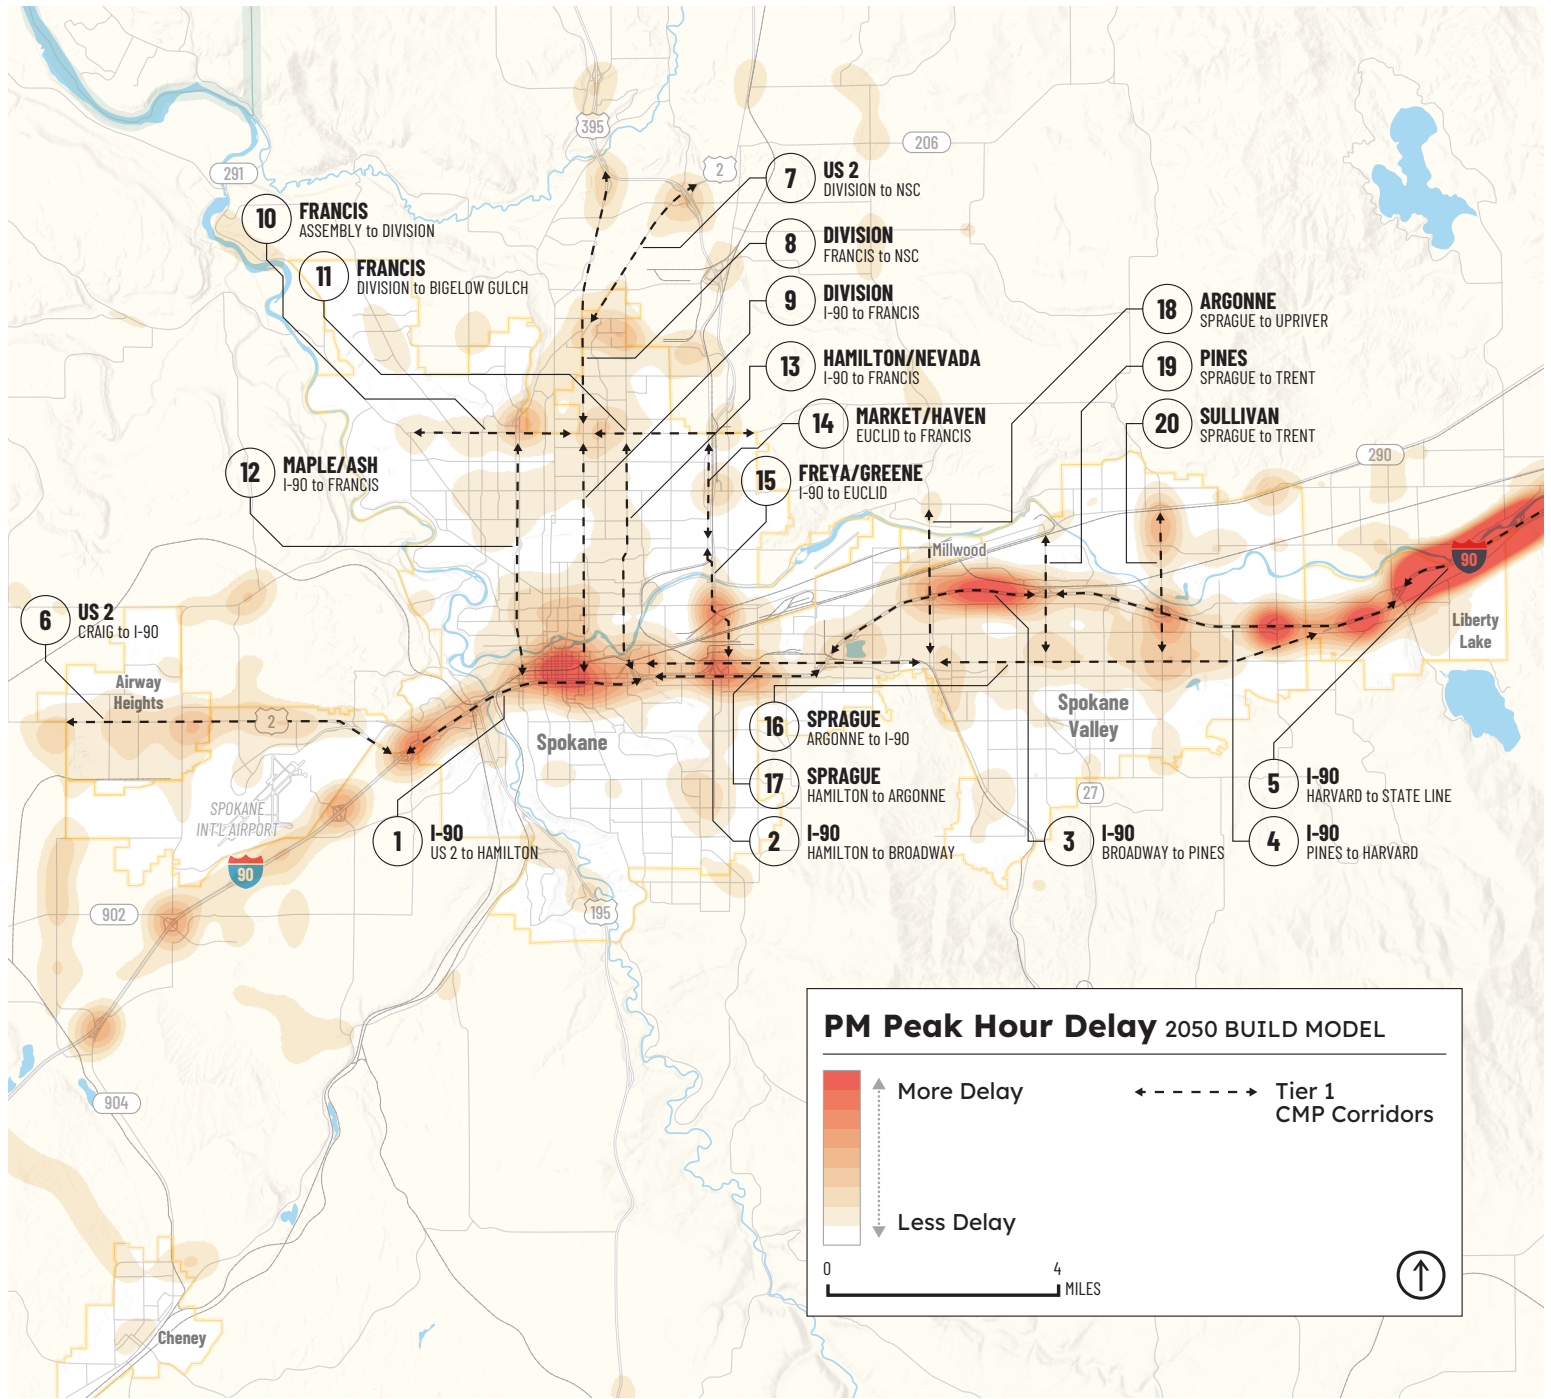 395
2
206
291
7
US 2
DIVISION to NSC
10
FRANCIS
ASSEMBLY to DIVISION
8
DIVISION
FRANCIS to NSC
11
FRANCIS
DIVISION to BIGELOW GULCH
9
DIVISION
I-90 to FRANCIS
18
ARGONNE
SPRAGUE to UPRIVER
13
HAMILTON/NEVADA
I-90 to FRANCIS
19
PINES
SPRAGUE to TRENT
14
MARKET/HAVEN
EUCLID to FRANCIS
20
SULLIVAN
SPRAGUE to TRENT
12
MAPLE/ASH
I-90 to FRANCIS
15
FREYA/GREENE
I-90 to EUCLID
290
Millwood
90
6
US 2
CRAIG to I-90
Liberty
Lake
Airway
Heights
2
Spokane
Spokane
Valley
16
SPRAGUE
ARGONNE to I-90
17
SPRAGUE
HAMILTON to ARGONNE
27
5
I-90
HARVARD to STATE LINE
SPOKANE
INT'L AIRPORT
1
I-90
US 2 to HAMILTON
2
I-90
HAMILTON to BROADWAY
3
I-90
BROADWAY to PINES
4
I-90
PINES to HARVARD
90
902
195
904
Cheney
PM Peak Hour Delay 2050 BUILD MODEL
More Delay
Less Delay
Tier 1
CMP Corridors
0
4
MILES